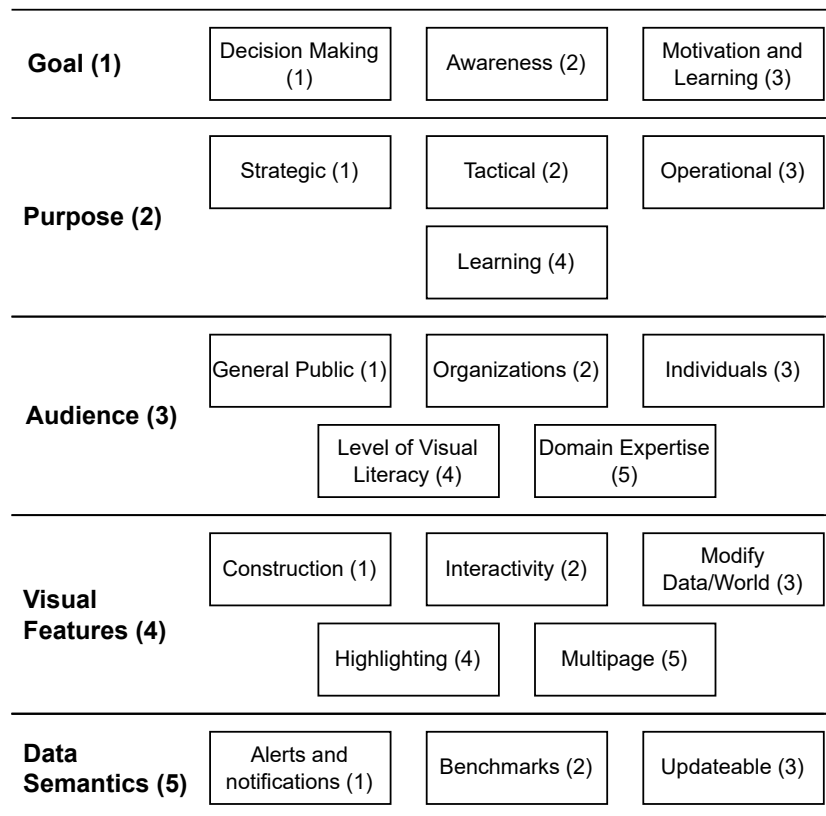 Goal (1)
Decision Making
(1)
Awareness (2)
Motivation and
Learning (3)
Purpose (2)
Strategic (1)
Tactical (2)
Operational (3)
Learning (4)
Audience (3)
General Public (1)
Organizations (2)
Individuals (3)
Level of Visual
Literacy (4)
Domain Expertise
(5)
Visual
Features (4)
Construction (1)
Interactivity (2)
Modify
Data/World (3)
Highlighting (4)
Multipage (5)
Data
Semantics (5)
Alerts and
notifications (1)
Benchmarks (2)
Updateable (3)